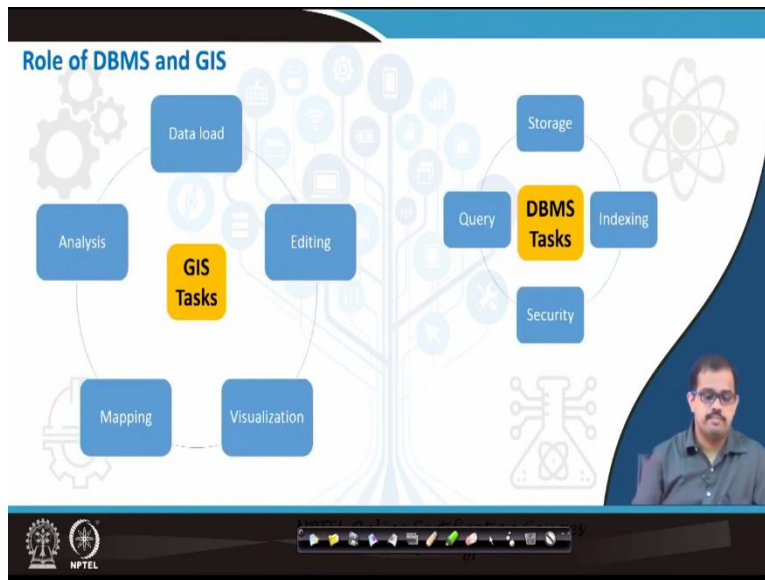 Role of DBMS and GIS
Data load
Editing
Visualization
Mapping
Analysis
GIS
Tasks
Storage
Indexing
Security
Query
DBMS
Tasks
NPTEL